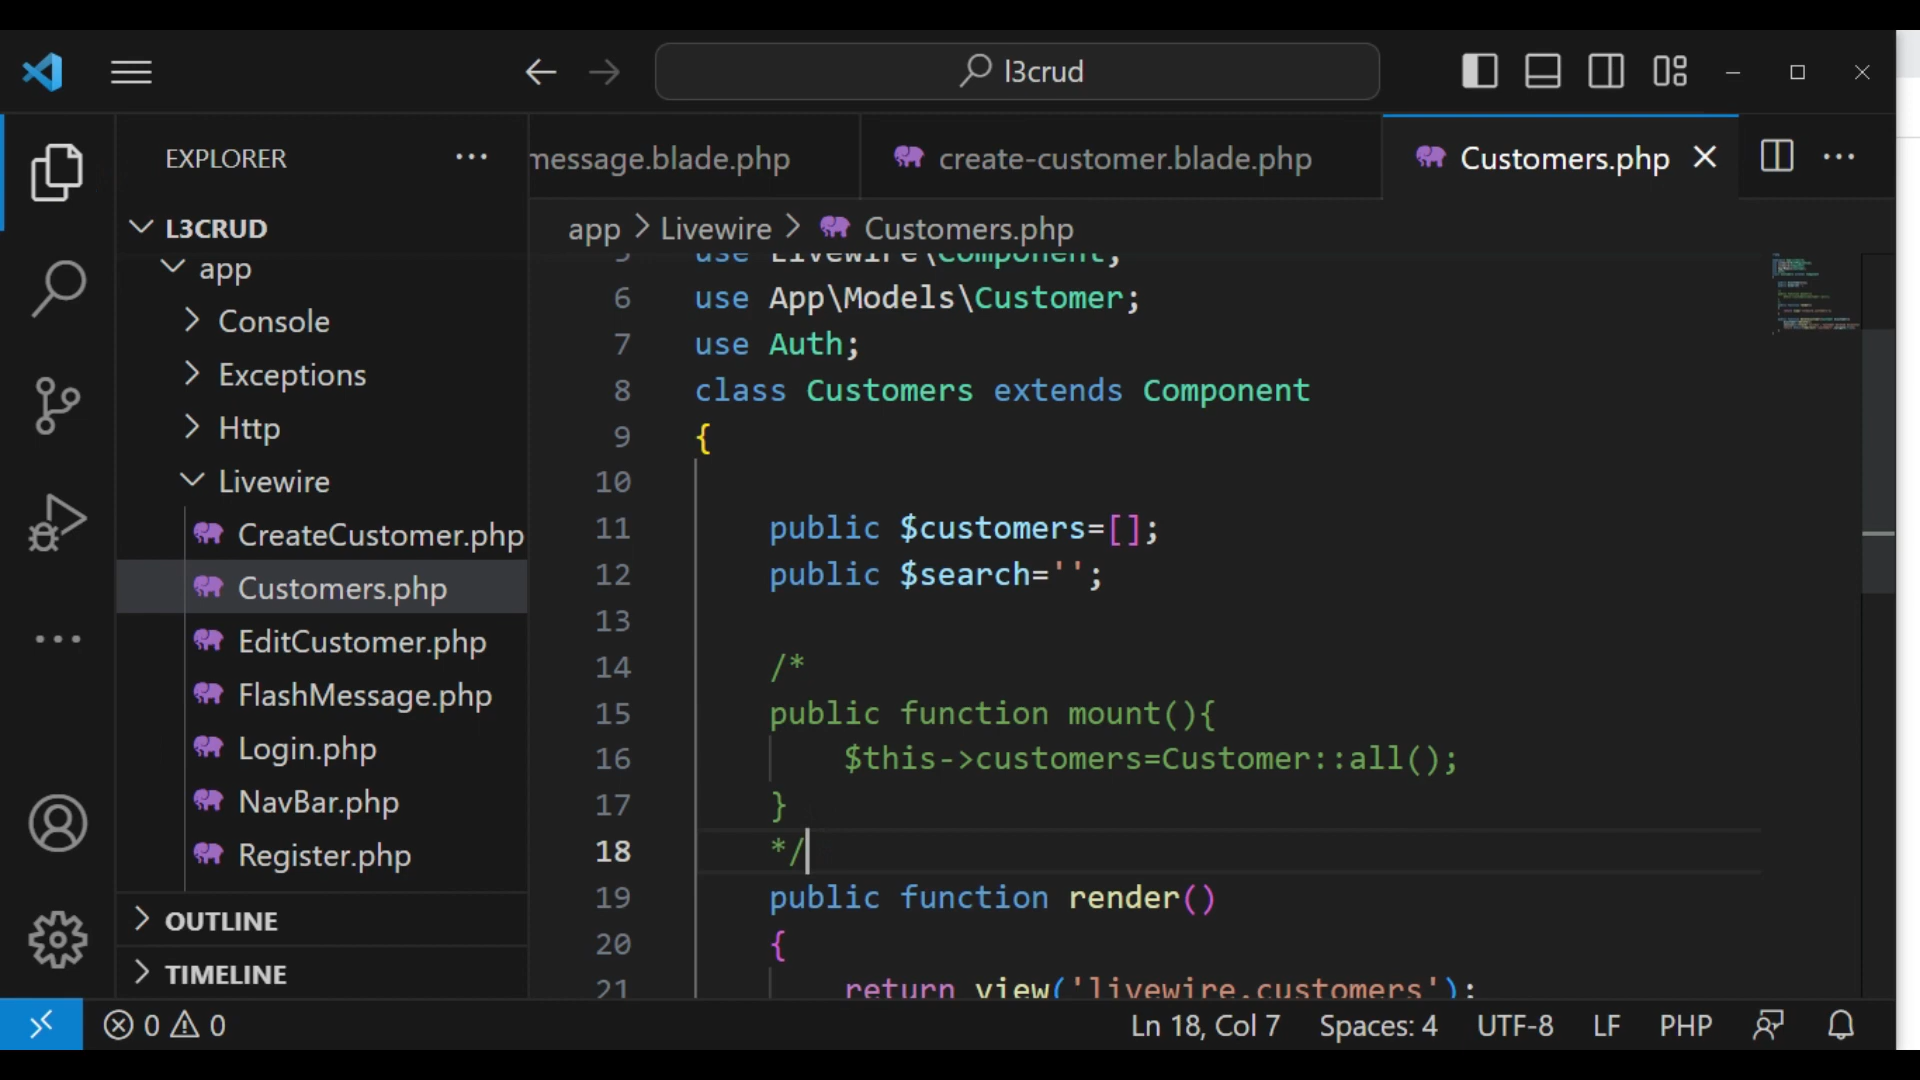 l3crud
EXPLORER
message.blade.php
create-customer.blade.php
Customers.php
L3CRUD
app > Livewire > Customers.php
app
Console
Exceptions
Http
Livewire
CreateCustomer.php
Customers.php
EditCustomer.php
FlashMessage.php
Login.php
NavBar.php
Register.php
OUTLINE
TIMELINE
5 use Livewire\Component;
6 use App\Models\Customer;
7 use Auth;
8 class Customers extends Component
9 {
10
11 public $customers=[];
12 public $search='';
13
14 /*
15 public function mount(){
16 $this->customers=Customer::all();
17 }
18 */
19 public function render()
20 {
21 return view('livewire.customers');
0 0
Ln 18, Col 7
Spaces: 4
UTF-8
LF
PHP